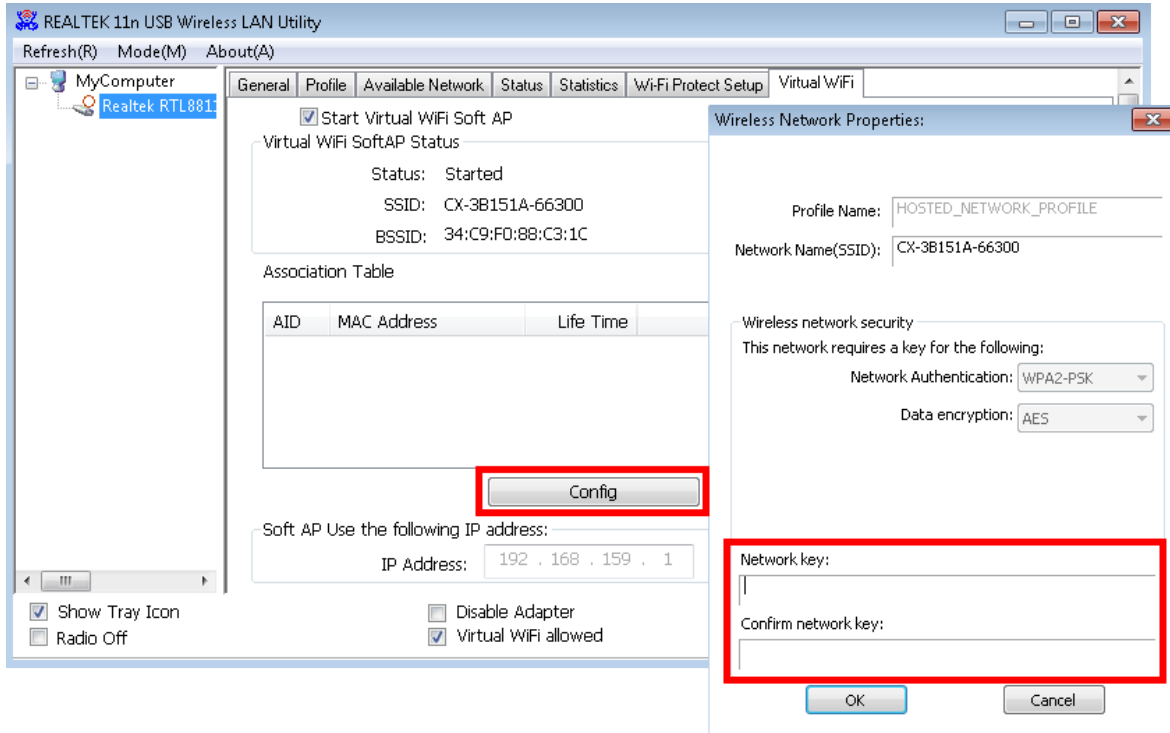 REALTEK 11n USB Wireless LAN Utility
Refresh(R) Mode(M) About(A)
MyComputer
Realtek RTL881
General Profile Available Network Status Statistics Wi-Fi Protect Setup Virtual WiFi
Start Virtual WiFi Soft AP
Virtual WiFi SoftAP Status
Status: Started
SSID: CX-3B151A-66300
BSSID: 34:C9:F0:88:C3:1C
Association Table
AID MAC Address Life Time
Config
Soft AP Use the following IP address:
IP Address: 192 . 168 . 159 . 1
Show Tray Icon
Radio Off
Disable Adapter
Virtual WiFi allowed
Wireless Network Properties:
Profile Name: HOSTED_NETWORK_PROFILE
Network Name(SSID): CX-3B151A-66300
Wireless network security
This network requires a key for the following:
Network Authentication: WPA2-PSK
Data encryption: AES
Network key:
Confirm network key:
OK Cancel